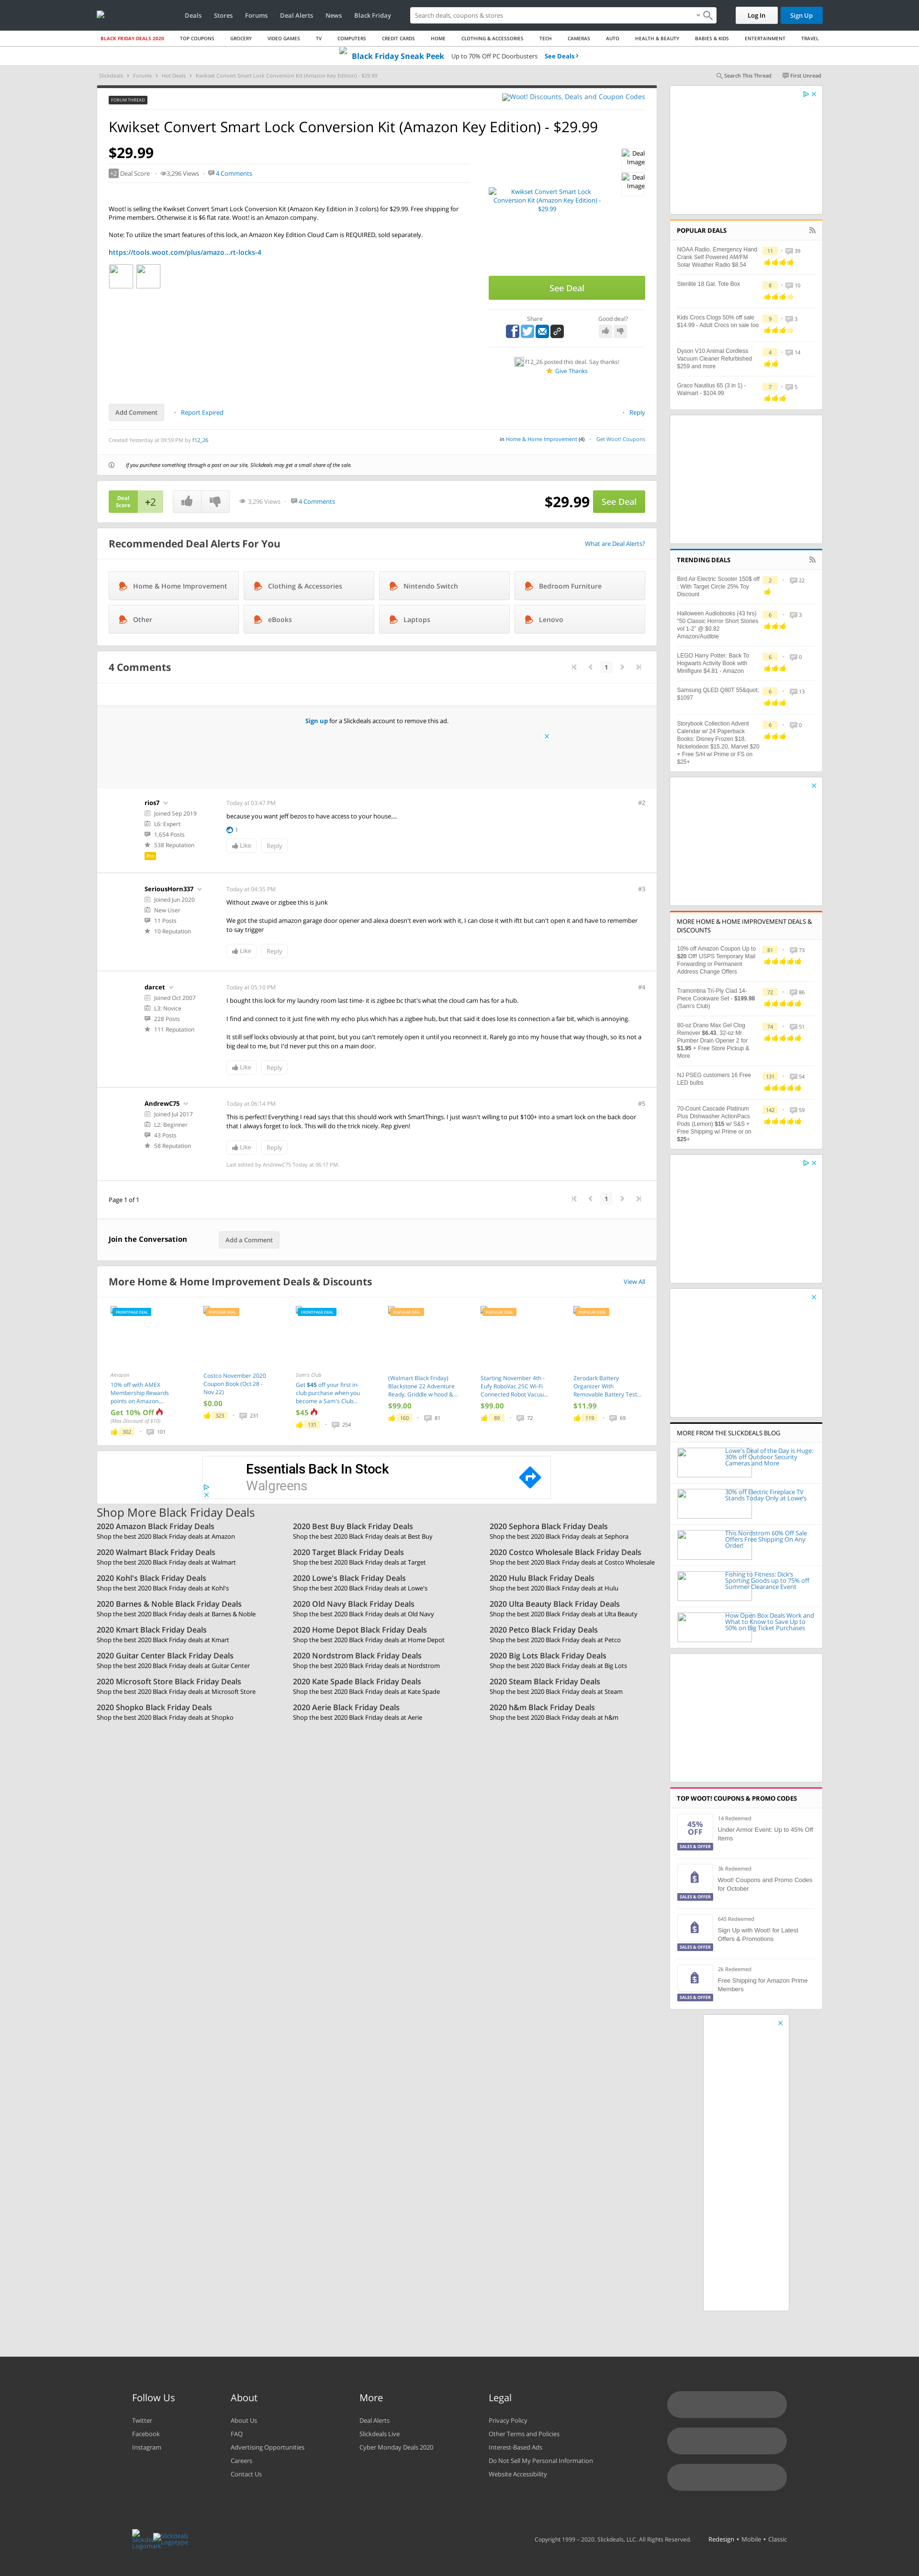 Deals Stores Forums Deal Alerts News Black Friday
Search deals, coupons & stores
Log In
Sign Up
BLACK FRIDAY DEALS 2020 TOP COUPONS GROCERY VIDEO GAMES TV COMPUTERS CREDIT CARDS HOME CLOTHING & ACCESSORIES TECH CAMERAS AUTO HEALTH & BEAUTY BABIES & KIDS ENTERTAINMENT TRAVEL
Black Friday Sneak Peek Up to 70% Off PC Doorbusters See Deals
Slickdeals Forums Hot Deals Kwikset Convert Smart Lock Conversion Kit (Amazon Key Edition) - $29.99
Search This Thread First Unread
FORUM THREAD
Woot! Discounts, Deals and Coupon Codes
Kwikset Convert Smart Lock Conversion Kit (Amazon Key Edition) - $29.99
$29.99
+2 Deal Score 3,296 Views 4 Comments
Woot! is selling the Kwikset Convert Smart Lock Conversion Kit (Amazon Key Edition in 3 colors) for $29.99. Free shipping for
Prime members. Otherwise it is $6 flat rate. Woot! is an Amazon company.
Note: To utilize the smart features of this lock, an Amazon Key Edition Cloud Cam is REQUIRED, sold separately.
https://tools.woot.com/plus/amazo...rt-locks-4
Kwikset Convert Smart Lock
Conversion Kit (Amazon Key Edition) -
$29.99
Deal
Image
Deal
Image
See Deal
Share
Good deal?
f12_26 posted this deal. Say thanks!
Give Thanks
Add Comment
Report Expired
Reply
Created Yesterday at 09:59 PM by f12_26
in Home & Home Improvement (4) Get Woot! Coupons
If you purchase something through a post on our site, Slickdeals may get a small share of the sale.
Deal
Score
+2
3,296 Views 4 Comments
$29.99
See Deal
Recommended Deal Alerts For You
What are Deal Alerts?
Home & Home Improvement
Clothing & Accessories
Nintendo Switch
Bedroom Furniture
Other
eBooks
Laptops
Lenovo
4 Comments
1
Sign up for a Slickdeals account to remove this ad.
rios7
Joined Sep 2019
L6: Expert
1,654 Posts
538 Reputation
Pro
Today at 03:47 PM
#2
because you want jeff bezos to have access to your house....
1
Like Reply
SeriousHorn337
Joined Jun 2020
New User
11 Posts
10 Reputation
Today at 04:35 PM
#3
Without zwave or zigbee this is junk
We got the stupid amazon garage door opener and alexa doesn't even work with it, I can close it with iftt but can't open it and have to remember
to say trigger
Like Reply
darcet
Joined Oct 2007
L3: Novice
228 Posts
111 Reputation
Today at 05:10 PM
#4
I bought this lock for my laundry room last time- it is zigbee bc that's what the cloud cam has for a hub.
I find and connect to it just fine with my echo plus which has a zigbee hub, but that said it does lose its connection a fair bit, which is annoying.
It still self locks obviously at that point, but you can't remotely open it until you reconnect it. Rarely go into my house that way though, so its not a
big deal to me, but I'd never put this on a main door.
Like Reply
AndrewC75
Joined Jul 2017
L2: Beginner
43 Posts
58 Reputation
Today at 06:14 PM
#5
This is perfect! Everything I read says that this should work with SmartThings. I just wasn't willing to put $100+ into a smart lock on the back door
that I always forget to lock. This will do the trick nicely. Rep given!
Like Reply
Last edited by AndrewC75 Today at 06:17 PM.
Page 1 of 1
1
Join the Conversation
Add a Comment
More Home & Home Improvement Deals & Discounts
View All
FRONTPAGE DEAL
Amazon
10% off with AMEX
Membership Rewards
points on Amazon,...
Get 10% Off
(Max Discount of $10)
302 101
POPULAR DEAL
Costco November 2020
Coupon Book (Oct 28 -
Nov 22)
$0.00
323 231
FRONTPAGE DEAL
Sam's Club
Get $45 off your first in-
club purchase when you
become a Sam's Club...
$45
131 254
POPULAR DEAL
(Walmart Black Friday)
Blackstone 22 Adventure
Ready, Griddle w hood &...
$99.00
160 81
POPULAR DEAL
Starting November 4th -
Eufy RoboVac 25C Wi-Fi
Connected Robot Vacuu...
$99.00
89 72
POPULAR DEAL
Zerodark Battery
Organizer With
Removable Battery Test...
$11.99
119 69
Essentials Back In Stock
Walgreens
Shop More Black Friday Deals
2020 Amazon Black Friday Deals
Shop the best 2020 Black Friday deals at Amazon
2020 Best Buy Black Friday Deals
Shop the best 2020 Black Friday deals at Best Buy
2020 Sephora Black Friday Deals
Shop the best 2020 Black Friday deals at Sephora
2020 Walmart Black Friday Deals
Shop the best 2020 Black Friday deals at Walmart
2020 Target Black Friday Deals
Shop the best 2020 Black Friday deals at Target
2020 Costco Wholesale Black Friday Deals
Shop the best 2020 Black Friday deals at Costco Wholesale
2020 Kohl's Black Friday Deals
Shop the best 2020 Black Friday deals at Kohl's
2020 Lowe's Black Friday Deals
Shop the best 2020 Black Friday deals at Lowe's
2020 Hulu Black Friday Deals
Shop the best 2020 Black Friday deals at Hulu
2020 Barnes & Noble Black Friday Deals
Shop the best 2020 Black Friday deals at Barnes & Noble
2020 Old Navy Black Friday Deals
Shop the best 2020 Black Friday deals at Old Navy
2020 Ulta Beauty Black Friday Deals
Shop the best 2020 Black Friday deals at Ulta Beauty
2020 Kmart Black Friday Deals
Shop the best 2020 Black Friday deals at Kmart
2020 Home Depot Black Friday Deals
Shop the best 2020 Black Friday deals at Home Depot
2020 Petco Black Friday Deals
Shop the best 2020 Black Friday deals at Petco
2020 Guitar Center Black Friday Deals
Shop the best 2020 Black Friday deals at Guitar Center
2020 Nordstrom Black Friday Deals
Shop the best 2020 Black Friday deals at Nordstrom
2020 Big Lots Black Friday Deals
Shop the best 2020 Black Friday deals at Big Lots
2020 Microsoft Store Black Friday Deals
Shop the best 2020 Black Friday deals at Microsoft Store
2020 Kate Spade Black Friday Deals
Shop the best 2020 Black Friday deals at Kate Spade
2020 Steam Black Friday Deals
Shop the best 2020 Black Friday deals at Steam
2020 Shopko Black Friday Deals
Shop the best 2020 Black Friday deals at Shopko
2020 Aerie Black Friday Deals
Shop the best 2020 Black Friday deals at Aerie
2020 h&m Black Friday Deals
Shop the best 2020 Black Friday deals at h&m
POPULAR DEALS
NOAA Radio, Emergency Hand
Crank Self Powered AM/FM
Solar Weather Radio $8.54
11 39
Sterilite 18 Gal. Tote Box
8 10
Kids Crocs Clogs 50% off sale
$14.99 - Adult Crocs on sale too
9 3
Dyson V10 Animal Cordless
Vacuum Cleaner Refurbished
$259 and more
4 14
Graco Nautilus 65 (3 in 1) -
Walmart - $104.99
7 5
TRENDING DEALS
Bird Air Electric Scooter 150$ off
: With Target Circle 25% Toy
Discount
2 22
Halloween Audiobooks (43 hrs)
"50 Classic Horror Short Stories
vol 1-2" @ $0.82
Amazon/Audible
6 3
LEGO Harry Potter: Back To
Hogwarts Activity Book with
Minifigure $4.81 - Amazon
6 0
Samsung QLED Q80T 55&quot;
$1097
6 13
Storybook Collection Advent
Calendar w/ 24 Paperback
Books: Disney Frozen $18,
Nickelodeon $15.20, Marvel $20
+ Free S/H w/ Prime or FS on
$25+
6 0
MORE HOME & HOME IMPROVEMENT DEALS &
DISCOUNTS
10% off Amazon Coupon Up to
$20 Off! USPS Temporary Mail
Forwarding or Permanent
Address Change Offers
81 73
Tramontina Tri-Ply Clad 14-
Piece Cookware Set - $199.98
(Sam's Club)
72 86
80-oz Drano Max Gel Clog
Remover $6.43, 32-oz Mr.
Plumber Drain Opener 2 for
$1.95 + Free Store Pickup &
More
74 51
NJ PSEG customers 16 Free
LED bulbs
131 54
70-Count Cascade Platinum
Plus Dishwasher ActionPacs
Pods (Lemon) $15 w/ S&S +
Free Shipping w/ Prime or on
$25+
142 59
MORE FROM THE SLICKDEALS BLOG
Lowe's Deal of the Day is Huge:
30% off Outdoor Security
Cameras and More
30% off Electric Fireplace TV
Stands Today Only at Lowe's
This Nordstrom 60% Off Sale
Offers Free Shipping On Any
Order!
Fishing to Fitness: Dick's
Sporting Goods up to 75% off
Summer Clearance Event
How Open Box Deals Work and
What to Know to Save Up to
50% on Big Ticket Purchases
TOP WOOT! COUPONS & PROMO CODES
45%
OFF
SALES & OFFER
14 Redeemed
Under Armor Event: Up to 45% Off
Items
SALES & OFFER
3k Redeemed
Woot! Coupons and Promo Codes
for October
SALES & OFFER
645 Redeemed
Sign Up with Woot! for Latest
Offers & Promotions
SALES & OFFER
2k Redeemed
Free Shipping for Amazon Prime
Members
Follow Us
Twitter
Facebook
Instagram
About
About Us
FAQ
Advertising Opportunities
Careers
Contact Us
More
Deal Alerts
Slickdeals Live
Cyber Monday Deals 2020
Legal
Privacy Policy
Other Terms and Policies
Interest-Based Ads
Do Not Sell My Personal Information
Website Accessibility
Slickdeals
Logotype
Copyright 1999 – 2020. Slickdeals, LLC. All Rights Reserved.
Redesign • Mobile • Classic